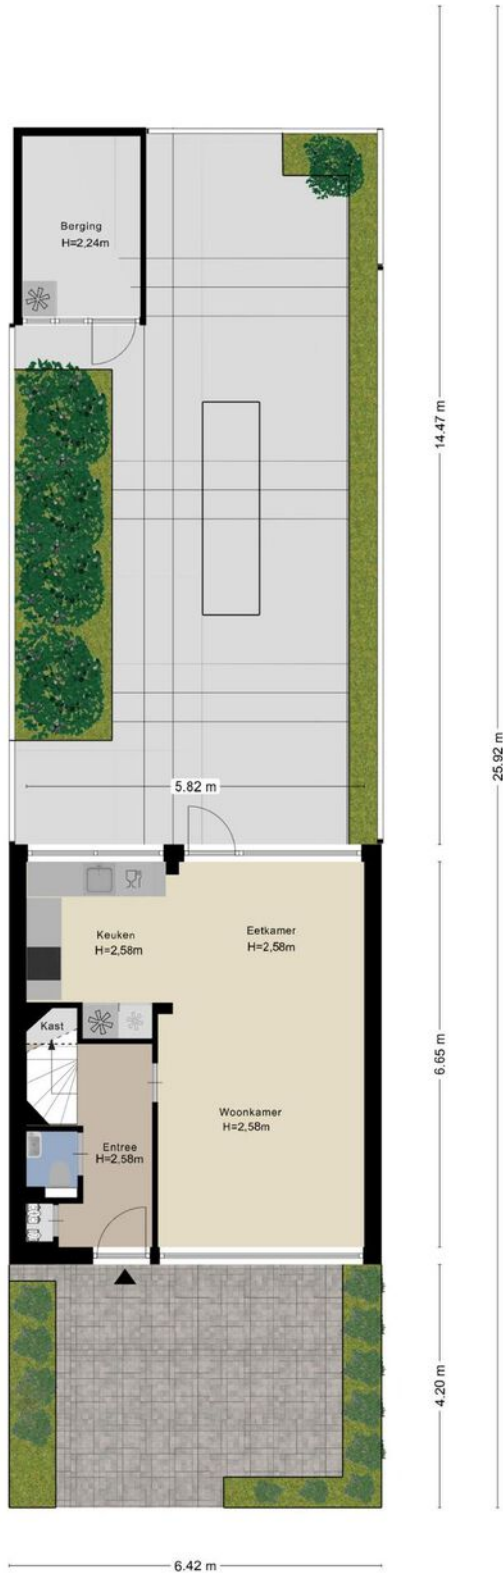 Berging
H=2,24m
14.47 m
25.92 m
5.82 m
Keuken
H=2,58m
Eetkamer
H=2,58m
Kast
6.65 m
Woonkamer
H=2,58m
Entree
H=2,58m
4.20 m
6.42 m